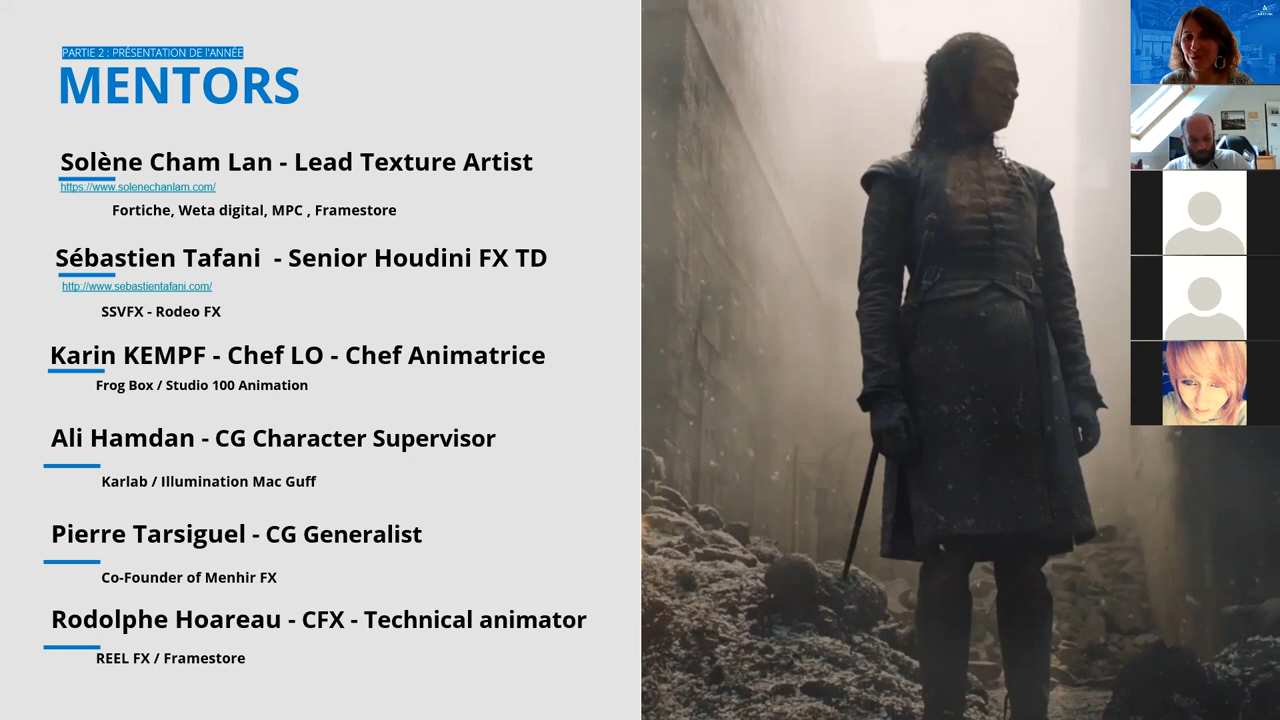 PARTIE 2 : PRÉSENTATION DE l'ANNÉE
MENTORS
Solène Cham Lan - Lead Texture Artist
https://www.solenechanlam.com/
Fortiche, Weta digital, MPC , Framestore
Sébastien Tafani - Senior Houdini FX TD
http://www.sebastientafani.com/
SSVFX - Rodeo FX
Karin KEMPF - Chef LO - Chef Animatrice
Frog Box / Studio 100 Animation
Ali Hamdan - CG Character Supervisor
Karlab / Illumination Mac Guff
Pierre Tarsiguel - CG Generalist
Co-Founder of Menhir FX
Rodolphe Hoareau - CFX - Technical animator
REEL FX / Framestore